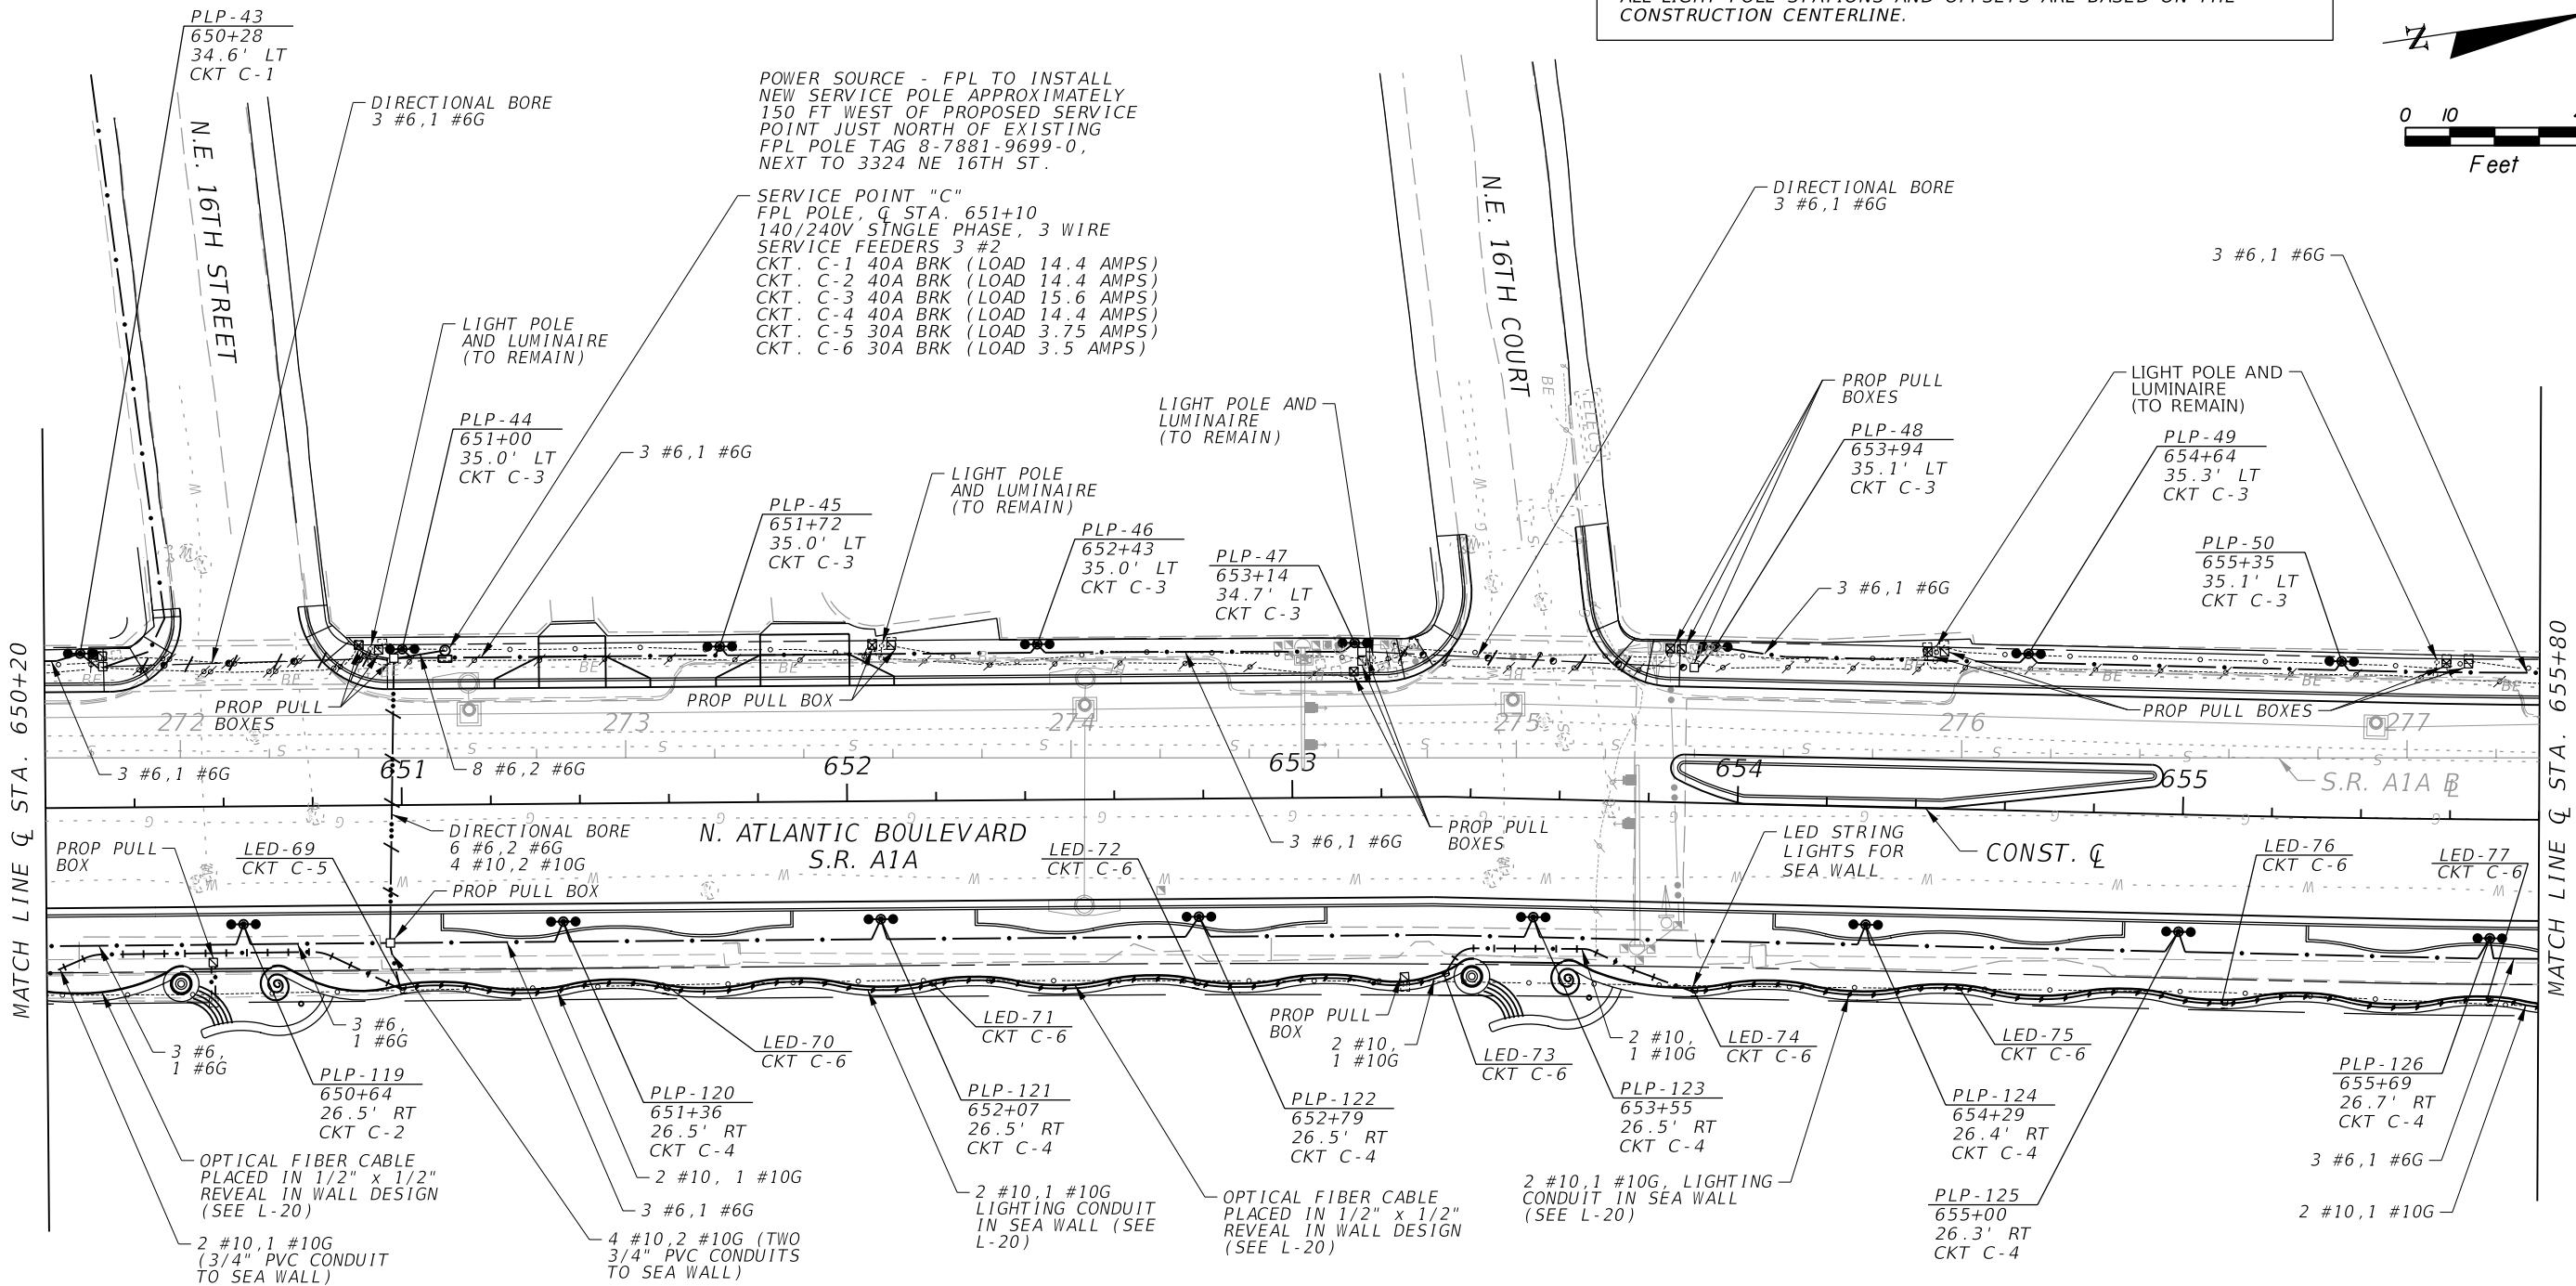 ALL LIGHT POLE STATIONS AND OFFSETS ARE BASED ON THE
CONSTRUCTION CENTERLINE.
N
0 10
Feet
PLP-43
650+28
34.6' LT
CKT C-1
DIRECTIONAL BORE
3 #6,1 #6G
N.E. 16TH STREET
POWER SOURCE - FPL TO INSTALL
NEW SERVICE POLE APPROXIMATELY
150 FT WEST OF PROPOSED SERVICE
POINT JUST NORTH OF EXISTING
FPL POLE TAG 8-7881-9699-0,
NEXT TO 3324 NE 16TH ST.
SERVICE POINT "C"
FPL POLE, ℄ STA. 651+10
140/240V SINGLE PHASE, 3 WIRE
SERVICE FEEDERS 3 #2
CKT. C-1 40A BRK (LOAD 14.4 AMPS)
CKT. C-2 40A BRK (LOAD 14.4 AMPS)
CKT. C-3 40A BRK (LOAD 15.6 AMPS)
CKT. C-4 40A BRK (LOAD 14.4 AMPS)
CKT. C-5 30A BRK (LOAD 3.75 AMPS)
CKT. C-6 30A BRK (LOAD 3.5 AMPS)
N.E. 16TH COURT
DIRECTIONAL BORE
3 #6,1 #6G
3 #6,1 #6G
LIGHT POLE
AND LUMINAIRE
(TO REMAIN)
PLP-44
651+00
35.0' LT
CKT C-3
3 #6,1 #6G
PLP-45
651+72
35.0' LT
CKT C-3
LIGHT POLE
AND LUMINAIRE
(TO REMAIN)
LIGHT POLE AND
LUMINAIRE
(TO REMAIN)
PLP-46
652+43
35.0' LT
CKT C-3
PLP-47
653+14
34.7' LT
CKT C-3
BE
ELECS
PROP PULL
BOXES
PLP-48
653+94
35.1' LT
CKT C-3
3 #6,1 #6G
LIGHT POLE AND
LUMINAIRE
(TO REMAIN)
PLP-49
654+64
35.3' LT
CKT C-3
PLP-50
655+35
35.1' LT
CKT C-3
MATCH LINE ℄ STA. 650+20
MATCH LINE ℄ STA. 655+80
BE BE BE BE BE BE BE BE BE
PROP PULL
BOXES
PROP PULL BOX
PROP PULL BOXES
272 273 274 275 276 277
3 #6,1 #6G
8 #6,2 #6G
651 652 653 654 655
S.R. A1A BL
PROP PULL
BOX
LED-69
CKT C-5
DIRECTIONAL BORE
6 #6,2 #6G
4 #10,2 #10G
PROP PULL BOX
N. ATLANTIC BOULEVARD
S.R. A1A
LED-72
CKT C-6
3 #6,1 #6G
PROP PULL
BOXES
LED STRING
LIGHTS FOR
SEA WALL
CONST. ℄
LED-76
CKT C-6
LED-77
CKT C-6
3 #6,
1 #6G
3 #6,
1 #6G
PLP-119
650+64
26.5' RT
CKT C-2
LED-70
CKT C-6
LED-71
CKT C-6
PROP PULL
BOX
2 #10,
1 #10G
LED-73
CKT C-6
2 #10,
1 #10G
LED-74
CKT C-6
LED-75
CKT C-6
PLP-120
651+36
26.5' RT
CKT C-4
PLP-121
652+07
26.5' RT
CKT C-4
PLP-122
652+79
26.5' RT
CKT C-4
PLP-123
653+55
26.5' RT
CKT C-4
PLP-124
654+29
26.4' RT
CKT C-4
PLP-125
655+00
26.3' RT
CKT C-4
PLP-126
655+69
26.7' RT
CKT C-4
OPTICAL FIBER CABLE
PLACED IN 1/2" x 1/2"
REVEAL IN WALL DESIGN
(SEE L-20)
2 #10,1 #10G
(3/4" PVC CONDUIT
TO SEA WALL)
2 #10, 1 #10G
3 #6,1 #6G
4 #10,2 #10G (TWO
3/4" PVC CONDUITS
TO SEA WALL)
2 #10,1 #10G
LIGHTING CONDUIT
IN SEA WALL (SEE
L-20)
OPTICAL FIBER CABLE
PLACED IN 1/2" x 1/2"
REVEAL IN WALL DESIGN
(SEE L-20)
2 #10,1 #10G, LIGHTING
CONDUIT IN SEA WALL
(SEE L-20)
3 #6,1 #6G
2 #10,1 #10G